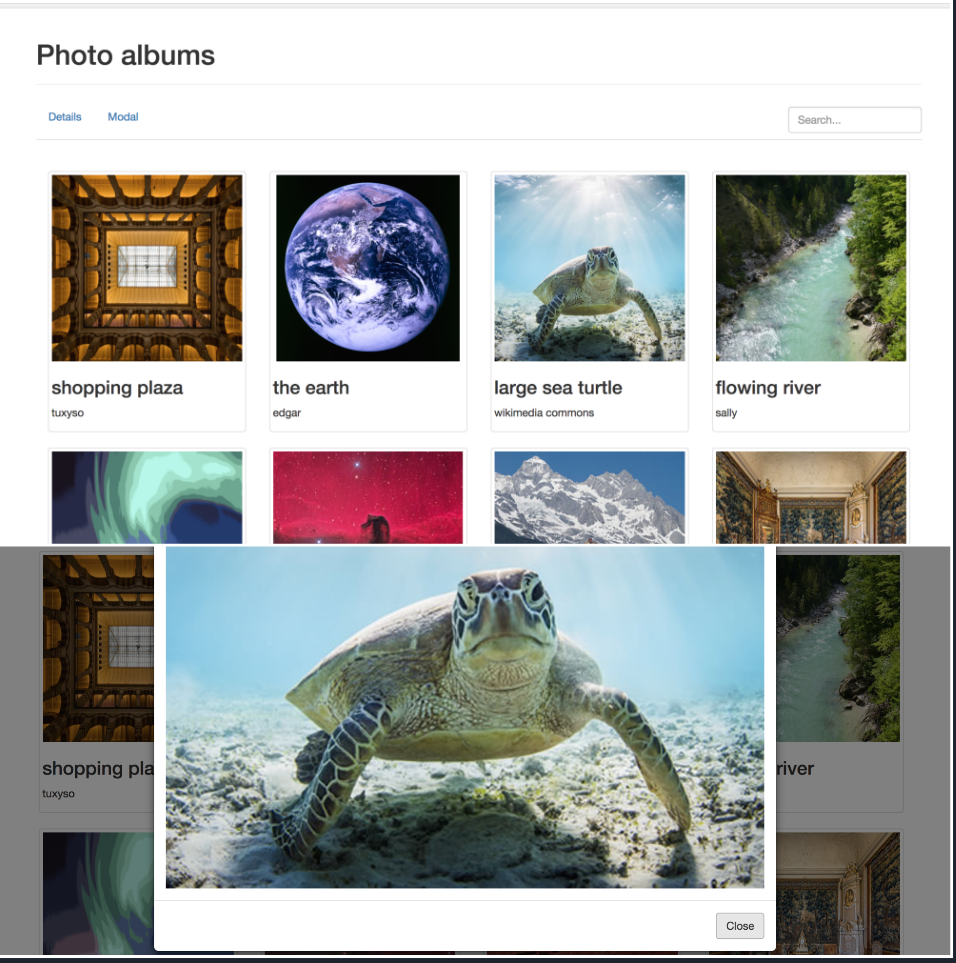 Photo albums
Details Modal Search...
shopping plaza the earth large sea turtle flowing river
tuxyso edgar wikimedia commons sally
shopping pla river
tuxyso
Close